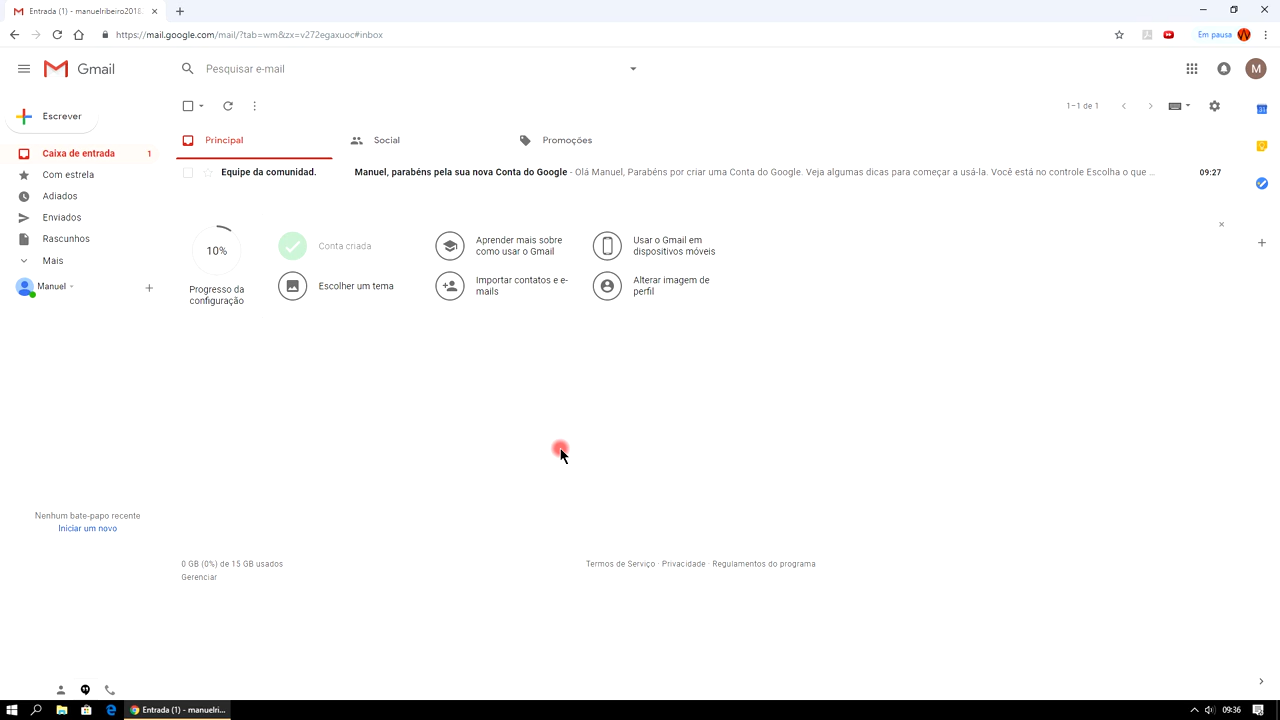 Entrada (1) - manuelribeiro2018
https://mail.google.com/mail/?tab=wm&zx=v272egaxuoc#inbox
Em pausa
Gmail
Pesquisar e-mail
M
Escrever
1–1 de 1
Caixa de entrada 1
Com estrela
Adiados
Enviados
Rascunhos
Mais
Manuel
Principal
Social
Promoções
Equipe da comunidad. Manuel, parabéns pela sua nova Conta do Google - Olá Manuel, Parabéns por criar uma Conta do Google. Veja algumas dicas para começar a usá-la. Você está no controle Escolha o que ... 09:27
10%
Progresso da
configuração
Conta criada
Aprender mais sobre
como usar o Gmail
Usar o Gmail em
dispositivos móveis
Escolher um tema
Importar contatos e e-
mails
Alterar imagem de
perfil
Nenhum bate-papo recente
Iniciar um novo
0 GB (0%) de 15 GB usados
Gerenciar
Termos de Serviço · Privacidade · Regulamentos do programa
Entrada (1) - manuelri...
09:36